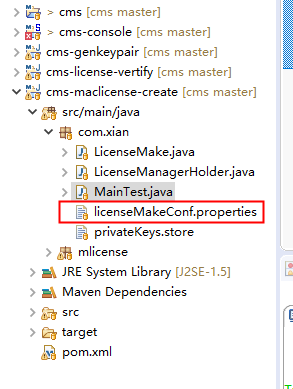 > cms [cms master]
> cms-console [cms master]
cms-genkeypair [cms master]
cms-license-vertify [cms master]
cms-maclicense-create [cms master]
src/main/java
com.xian
LicenseMake.java
LicenseManagerHolder.java
MainTest.java
licenseMakeConf.properties
privateKeys.store
mlicense
JRE System Library [J2SE-1.5]
Maven Dependencies
src
target
pom.xml